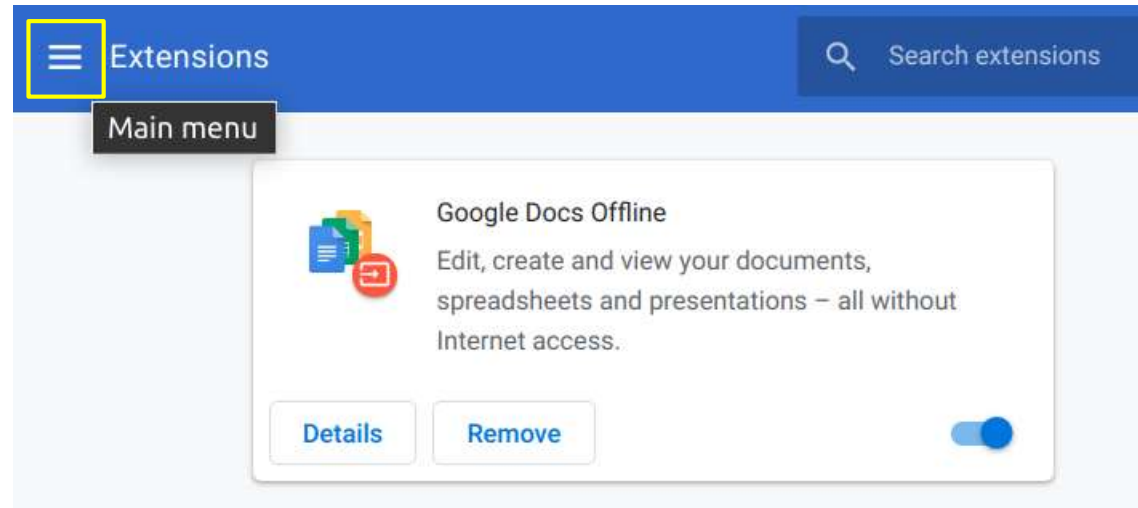 Extensions
Search extensions
Main menu
Google Docs Offline
Edit, create and view your documents,
spreadsheets and presentations – all without
Internet access.
Details
Remove